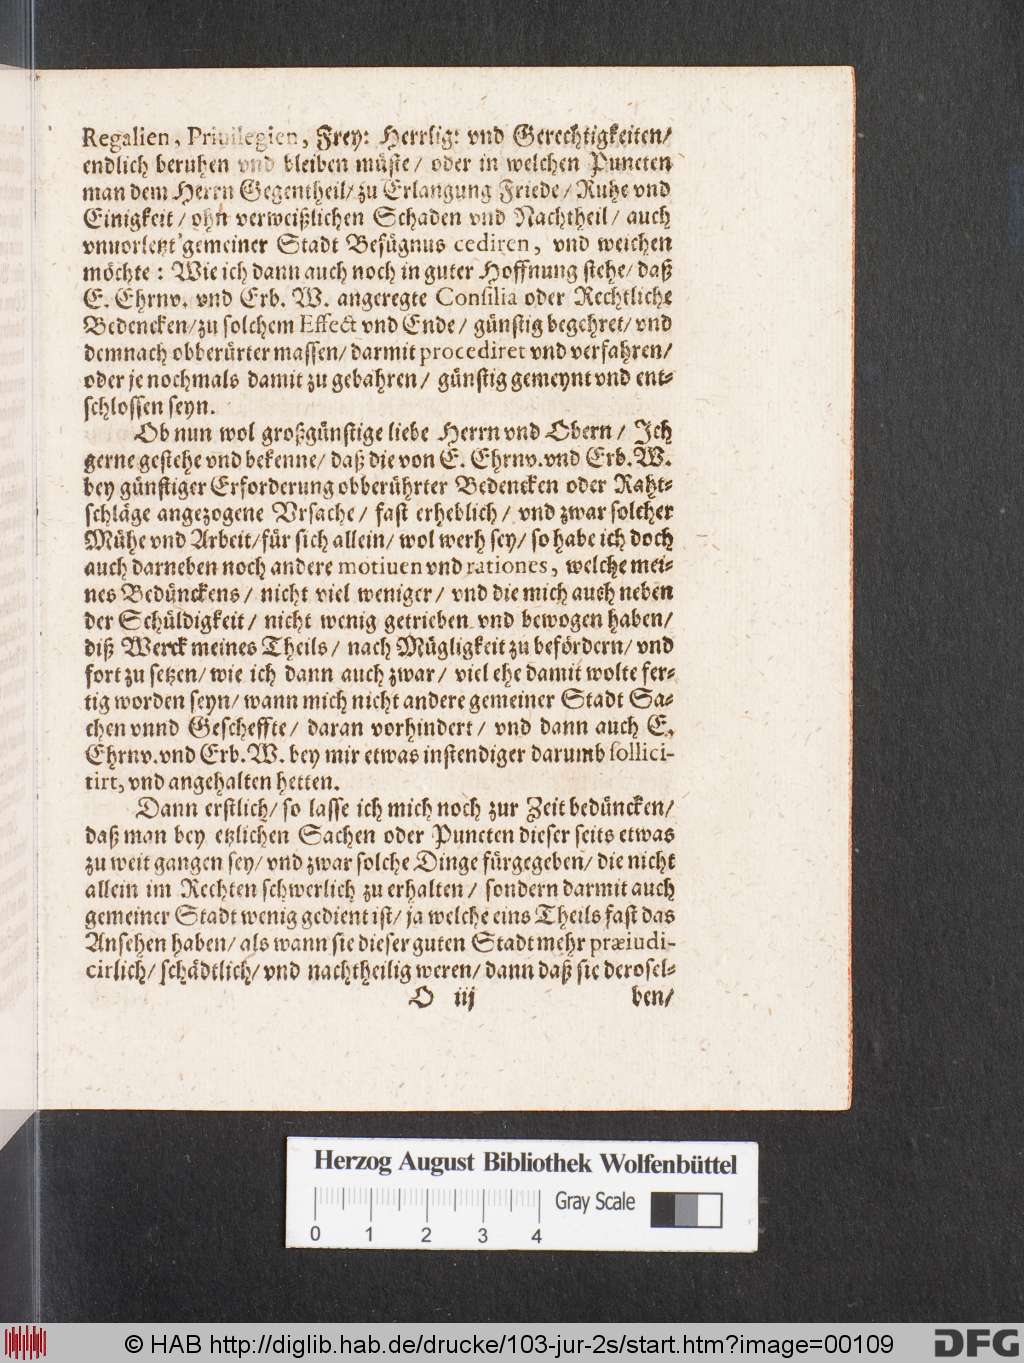 Regalien, Priuilegien, Frey: Herrlig: vnd Gerechtigkeiten/
endlich beruhen vnd bleiben müste/ oder in welchen Puncten
man dem Herrn Gegentheil/ zu Erlangung Friede/ Ruhe vnd
Einigkeit/ ohn verweißlichen Schaden vnd Nachtheil/ auch
vnuorletzt gemeiner Stadt Befügnus cediren, vnd weichen
möchte: Wie ich dann auch noch in guter Hoffnung stehe/ daß
E. Ehrnv. vnd Erb. W. angeregte Consilia oder Rechtliche
Bedencken/ zu solchem Effect vnd Ende/ günstig begehret/ vnd
demnach obberürter massen/ darmit procediret vnd verfahren/
oder je nochmals damit zu gebahren/ günstig gemeynt vnd ent-
schlossen seyn.
Ob nun wol großgünstige liebe Herrn vnd Obern/ Ich
gerne gestehe vnd bekenne/ daß die von E. Ehrnv. vnd Erb. W.
bey günstiger Erforderung obberührter Bedencken oder Raht-
schläge angezogene Vrsache/ fast erheblich/ vnd zwar solcher
Mühe vnd Arbeit/ für sich allein/ wol werh sey/ so habe ich doch
auch darneben noch andere motiuen vnd rationes, welche mei-
nes Bedünckens/ nicht viel weniger/ vnd die mich auch neben
der Schüldigkeit/ nicht wenig getrieben vnd bewogen haben/
diß Werck meines Theils/ nach Mügligkeit zu befördern/ vnd
fort zu setzen/ wie ich dann auch zwar/ viel ehe damit wolte fer-
tig worden seyn/ wann mich nicht andere gemeiner Stadt Sa-
chen vnnd Gescheffte/ daran vorhindert/ vnd dann auch E.
Ehrnv. vnd Erb. W. bey mir etwas instendiger darumb sollici-
tirt, vnd angehalten hetten.
Dann erstlich/ so lasse ich mich noch zur Zeit bedüncken/
daß man bey etzlichen Sachen oder Puncten dieser seits etwas
zu weit gangen sey/ vnd zwar solche Dinge fürgegeben/ die nicht
allein im Rechten schwerlich zu erhalten/ sondern darmit auch
gemeiner Stadt wenig gedient ist/ ja welche eins Theils fast das
Ansehen haben/ als wann sie dieser guten Stadt mehr præiudi-
cirlich/ schädtlich/ vnd nachtheilig weren/ dann daß sie derosel-
O iij ben/
Herzog August Bibliothek Wolfenbüttel
Gray Scale
0 1 2 3 4
© HAB http://diglib.hab.de/drucke/103-jur-2s/start.htm?image=00109
DFG